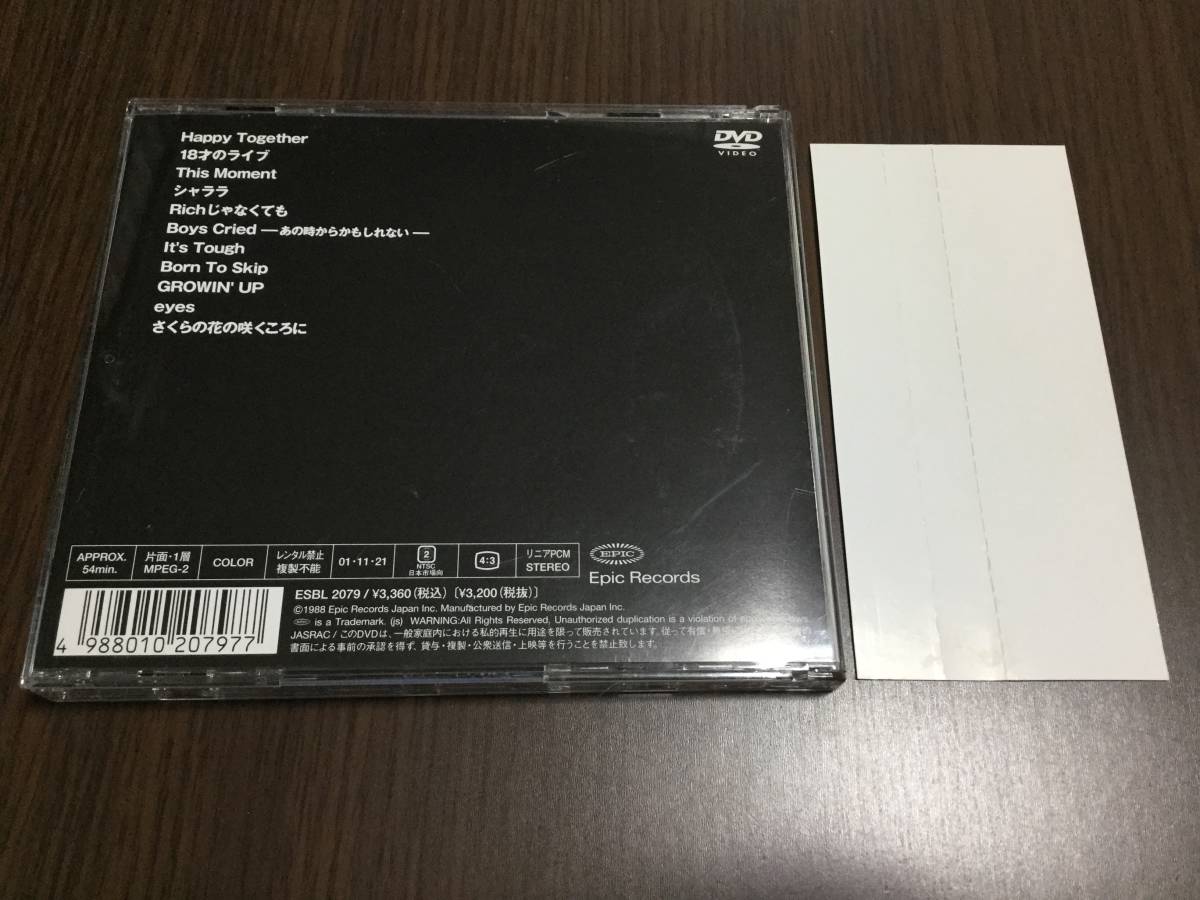 Happy Together
18才のライブ
This Moment
シャララ
Richじゃなくても
Boys Cried ―あの時からかもしれない―
It's Tough
Born To Skip
GROWIN' UP
eyes
さくらの花の咲くころに
DVD
VIDEO
APPROX.
54min.
片面・1層
MPEG-2
COLOR
レンタル禁止
複製不能
01・11・21
2
NTSC
日本市場向
4:3
リニアPCM
STEREO
EPIC
Epic Records
ESBL 2079 / ¥3,360(税込)〔¥3,200(税抜)〕
©1988 Epic Records Japan Inc. Manufactured by Epic Records Japan Inc.
is a Trademark. (js) WARNING:All Rights Reserved. Unauthorized duplication is a violation of
JASRAC / このDVDは、一般家庭内における私的再生に用途を限って販売されています。従って有償・無
書面による事前の承認を得ず、貸与・複製・公衆送信・上映等を行うことを禁止致します。
4 988010 207977